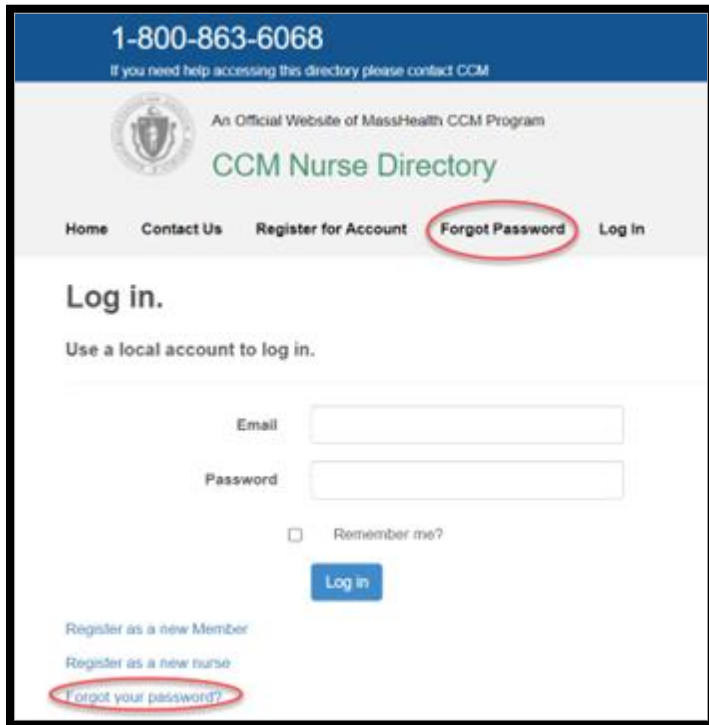 1-800-863-6068
If you need help accessing this directory please contact CCM
An Official Website of MassHealth CCM Program
CCM Nurse Directory
Home Contact Us Register for Account Forgot Password Log In
Log in.
Use a local account to log in.
Email
Password
Remember me?
Log in
Register as a new Member
Register as a new nurse
Forgot your password?